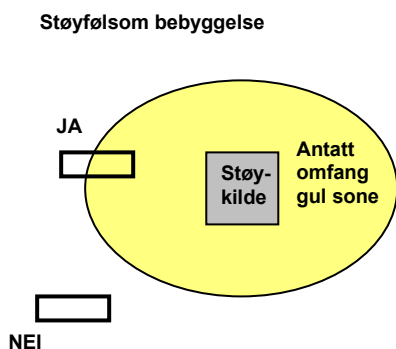 Støyfølsom bebyggelse
JA
Støy-
kilde
Antatt
omfang
gul sone
NEI